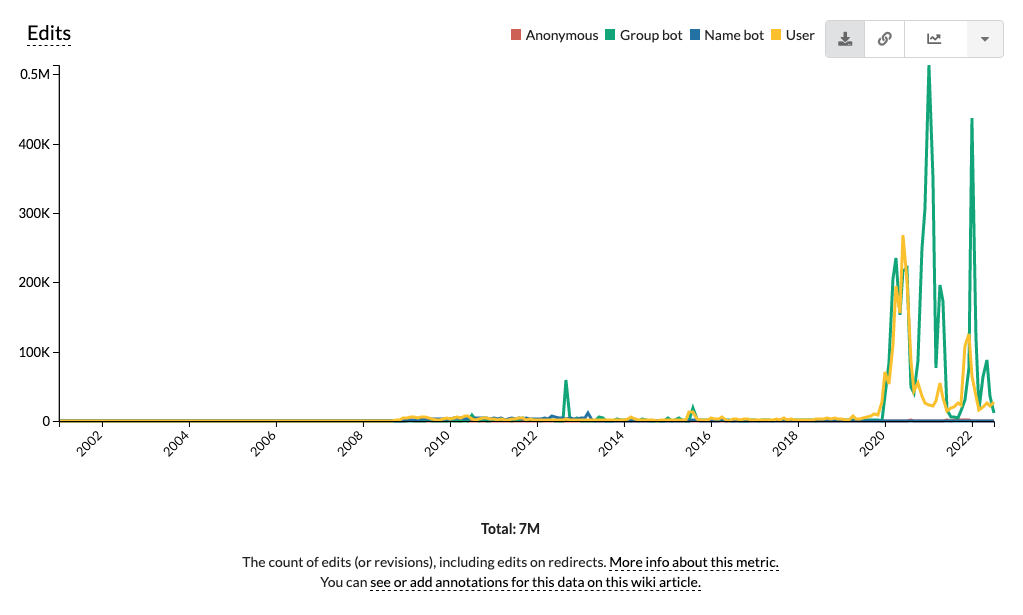 Edits
Anonymous Group bot Name bot User
0.5M
400K
300K
200K
100K
0
2002 2004 2006 2008 2010 2012 2014 2016 2018 2020 2022
Total: 7M
The count of edits (or revisions), including edits on redirects. More info about this metric.
You can see or add annotations for this data on this wiki article.